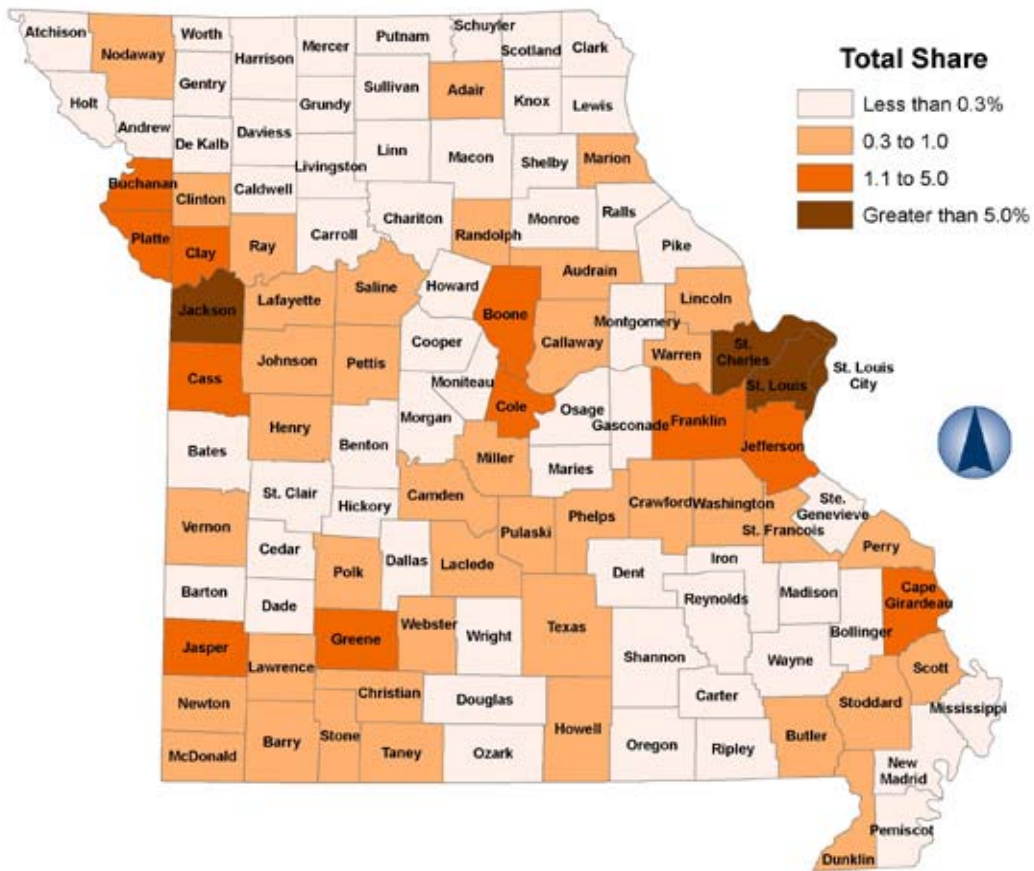 Total Share
Less than 0.3%
0.3 to 1.0
1.1 to 5.0
Greater than 5.0%
Atchison
Nodaway
Worth
Harrison
Mercer
Putnam
Schuyler
Scotland
Clark
Gentry
Sullivan
Adair
Knox
Lewis
Holt
Andrew
De Kalb
Daviess
Grundy
Linn
Macon
Shelby
Marion
Livingston
Buchanan
Clinton
Caldwell
Chariton
Monroe
Ralls
Platte
Clay
Ray
Carroll
Randolph
Pike
Audrain
Jackson
Lafayette
Saline
Howard
Boone
Lincoln
Montgomery
Callaway
Warren
St.
Cherles
St. Louis
St. Louis
City
Cass
Johnson
Pettis
Cooper
Moniteau
Cole
Osage
Gasconade
Franklin
Jefferson
Bates
Henry
Benton
Morgan
Miller
Maries
St. Clair
Hickory
Camden
Pulaski
Phelps
Crawford
Washington
St. Francois
Ste.
Genevieve
Vernon
Cedar
Polk
Dallas
Laclede
Dent
Iron
Perry
Barton
Dade
Greene
Webster
Wright
Texas
Reynolds
Madison
Bollinger
Cape
Girardeau
Jasper
Lawrence
Shannon
Wayne
Scott
Newton
Christian
Douglas
Carter
Stoddard
Mississippi
McDonald
Barry
Stone
Taney
Ozark
Howell
Oregon
Ripley
Butler
New
Madrid
Pemiscot
Dunklin